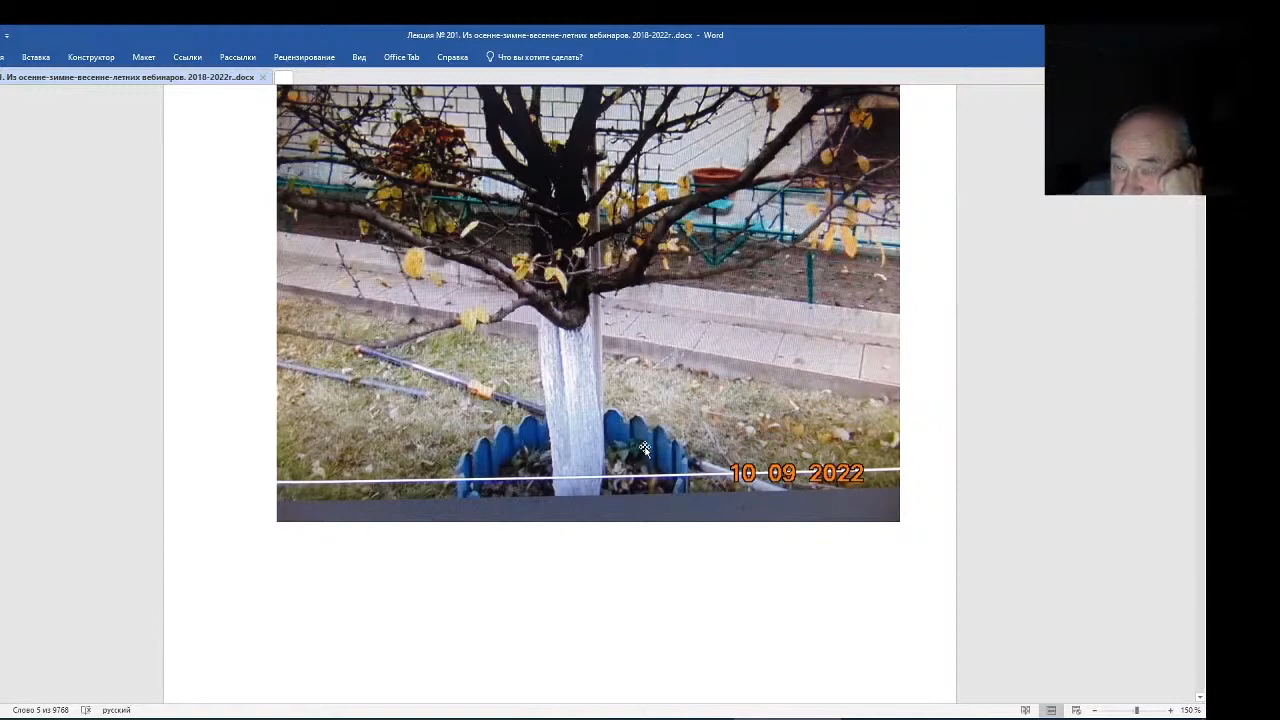 Лекция № 201. Из осенне-зимне-весенне-летних вебинаров. 2018-2022г..docx - Word
Вставка Конструктор Макет Ссылки Рассылки Рецензирование Вид Office Tab Справка Что вы хотите сделать?
. Из осенне-зимне-весенне-летних вебинаров. 2018-2022г..docx
10 09 2022
Слово 5 из 9768 русский 150 %